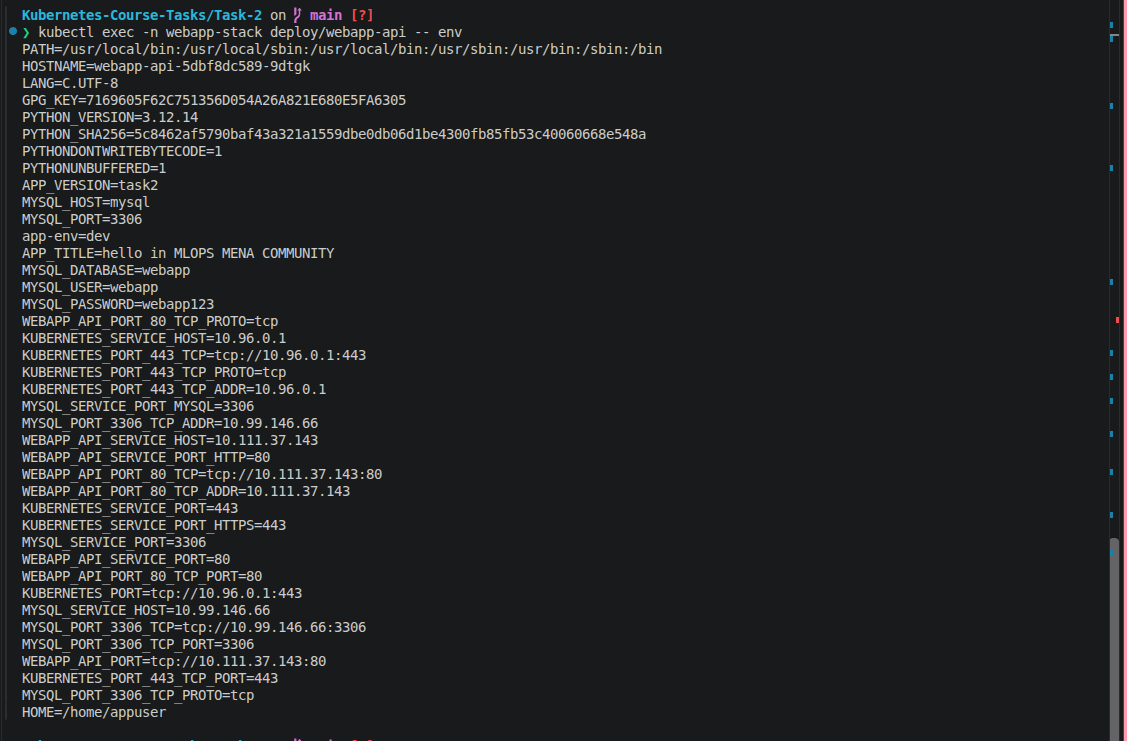 Kubernetes-Course-Tasks/Task-2 on main [?]
❯ kubectl exec -n webapp-stack deploy/webapp-api -- env
PATH=/usr/local/bin:/usr/local/sbin:/usr/local/bin:/usr/sbin:/usr/bin:/sbin:/bin
HOSTNAME=webapp-api-5dbf8dc589-9dtgk
LANG=C.UTF-8
GPG_KEY=7169605F62C751356D054A26A821E680E5FA6305
PYTHON_VERSION=3.12.14
PYTHON_SHA256=5c8462af5790baf43a321a1559dbe0db06d1be4300fb85fb53c40060668e548a
PYTHONDONTWRITEBYTECODE=1
PYTHONUNBUFFERED=1
APP_VERSION=task2
MYSQL_HOST=mysql
MYSQL_PORT=3306
app-env=dev
APP_TITLE=hello in MLOPS MENA COMMUNITY
MYSQL_DATABASE=webapp
MYSQL_USER=webapp
MYSQL_PASSWORD=webapp123
WEBAPP_API_PORT_80_TCP_PROTO=tcp
KUBERNETES_SERVICE_HOST=10.96.0.1
KUBERNETES_PORT_443_TCP=tcp://10.96.0.1:443
KUBERNETES_PORT_443_TCP_PROTO=tcp
KUBERNETES_PORT_443_TCP_ADDR=10.96.0.1
MYSQL_SERVICE_PORT_MYSQL=3306
MYSQL_PORT_3306_TCP_ADDR=10.99.146.66
WEBAPP_API_SERVICE_HOST=10.111.37.143
WEBAPP_API_SERVICE_PORT_HTTP=80
WEBAPP_API_PORT_80_TCP=tcp://10.111.37.143:80
WEBAPP_API_PORT_80_TCP_ADDR=10.111.37.143
KUBERNETES_SERVICE_PORT=443
KUBERNETES_SERVICE_PORT_HTTPS=443
MYSQL_SERVICE_PORT=3306
WEBAPP_API_SERVICE_PORT=80
WEBAPP_API_PORT_80_TCP_PORT=80
KUBERNETES_PORT=tcp://10.96.0.1:443
MYSQL_SERVICE_HOST=10.99.146.66
MYSQL_PORT_3306_TCP=tcp://10.99.146.66:3306
MYSQL_PORT_3306_TCP_PORT=3306
WEBAPP_API_PORT=tcp://10.111.37.143:80
KUBERNETES_PORT_443_TCP_PORT=443
MYSQL_PORT_3306_TCP_PROTO=tcp
HOME=/home/appuser